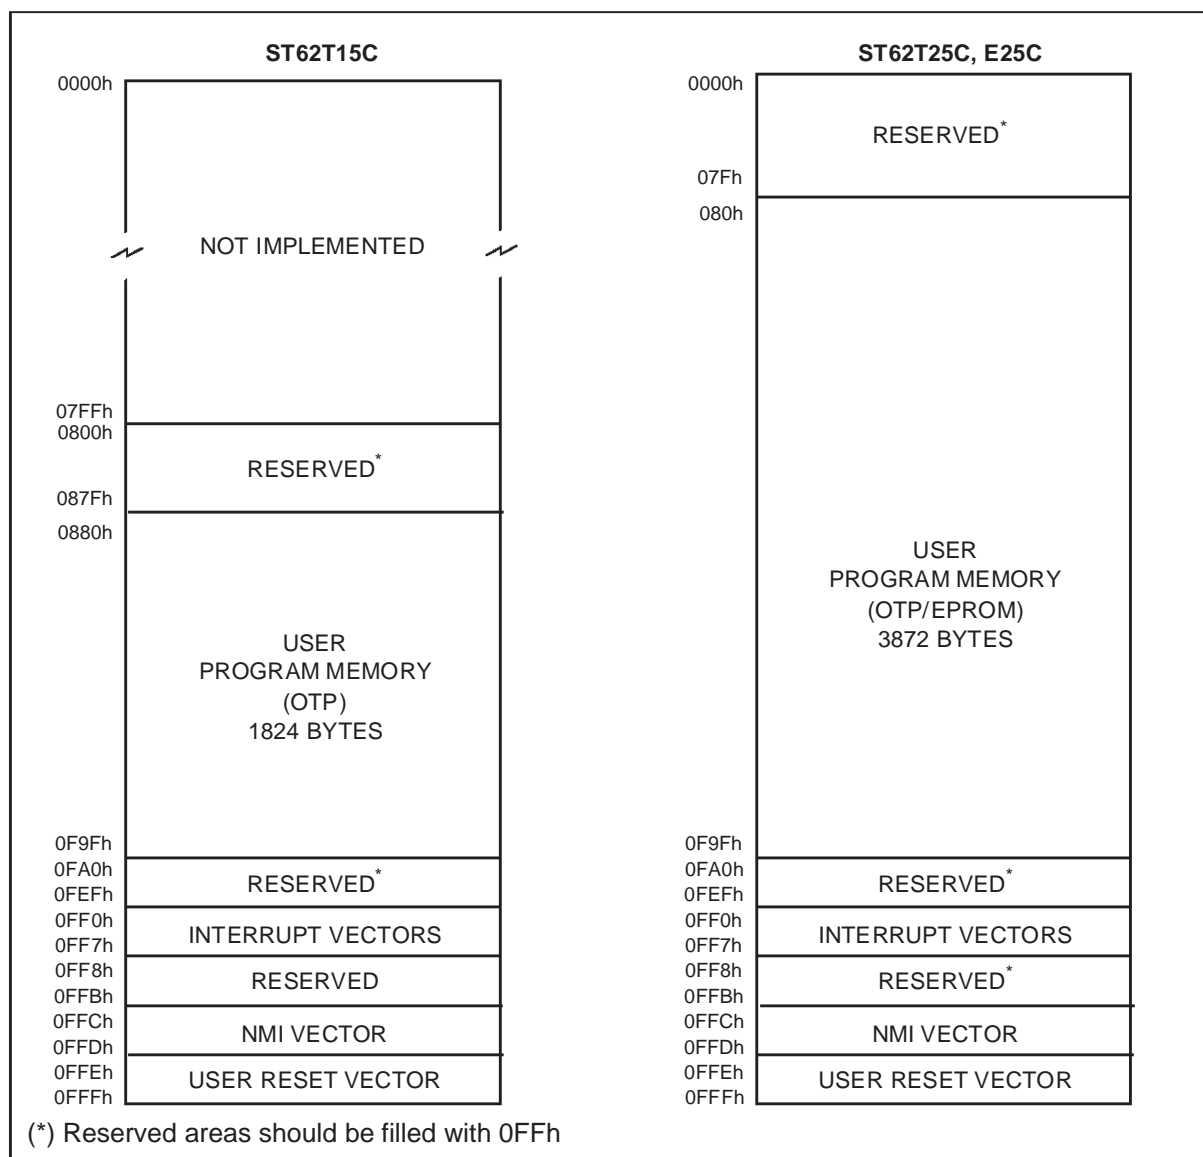 ST62T15C
0000h
NOT IMPLEMENTED
07FFh
0800h
RESERVED*
087Fh
0880h
USER
PROGRAM MEMORY
(OTP)
1824 BYTES
0F9Fh
0FA0h
RESERVED*
0FEFh
0FF0h
INTERRUPT VECTORS
0FF7h
0FF8h
RESERVED
0FFBh
0FFCh
NMI VECTOR
0FFDh
0FFEh
USER RESET VECTOR
0FFFh
ST62T25C, E25C
0000h
RESERVED*
07Fh
080h
USER
PROGRAM MEMORY
(OTP/EPROM)
3872 BYTES
0F9Fh
0FA0h
RESERVED*
0FEFh
0FF0h
INTERRUPT VECTORS
0FF7h
0FF8h
RESERVED*
0FFBh
0FFCh
NMI VECTOR
0FFDh
0FFEh
USER RESET VECTOR
0FFFh
(*) Reserved areas should be filled with 0FFh